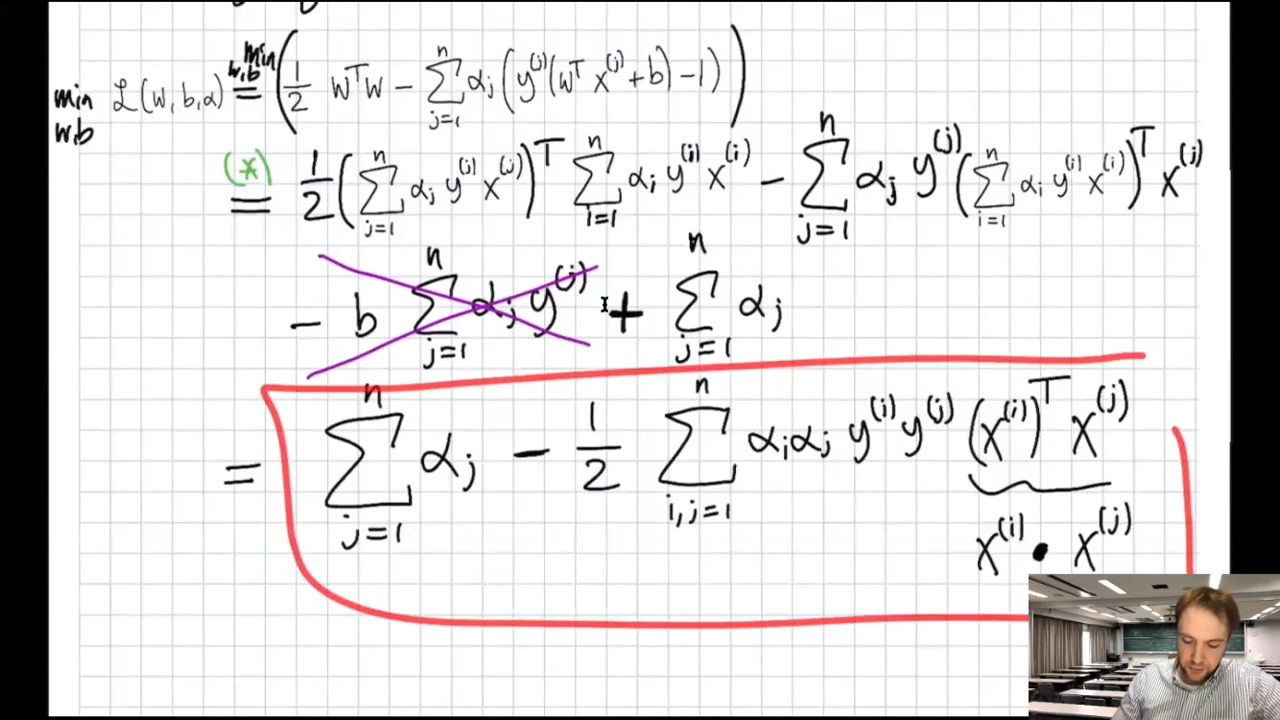 min_{w,b} ℒ(w, b, α) = min_{w,b} ( 1/2 w^T w − Σ_{j=1}^{n} α_j ( y^{(j)} (w^T x^{(j)} + b) − 1 ) )
(*) = 1/2 ( Σ_{j=1}^{n} α_j y^{(j)} x^{(j)} )^T Σ_{i=1}^{n} α_i y^{(i)} x^{(i)} − Σ_{j=1}^{n} α_j y^{(j)} ( Σ_{i=1}^{n} α_i y^{(i)} x^{(i)} )^T x^{(j)}
− b Σ_{j=1}^{n} α_j y^{(j)} + Σ_{j=1}^{n} α_j
= Σ_{j=1}^{n} α_j − 1/2 Σ_{i,j=1}^{n} α_i α_j y^{(i)} y^{(j)} (x^{(i)})^T x^{(j)}
x^{(i)} • x^{(j)}